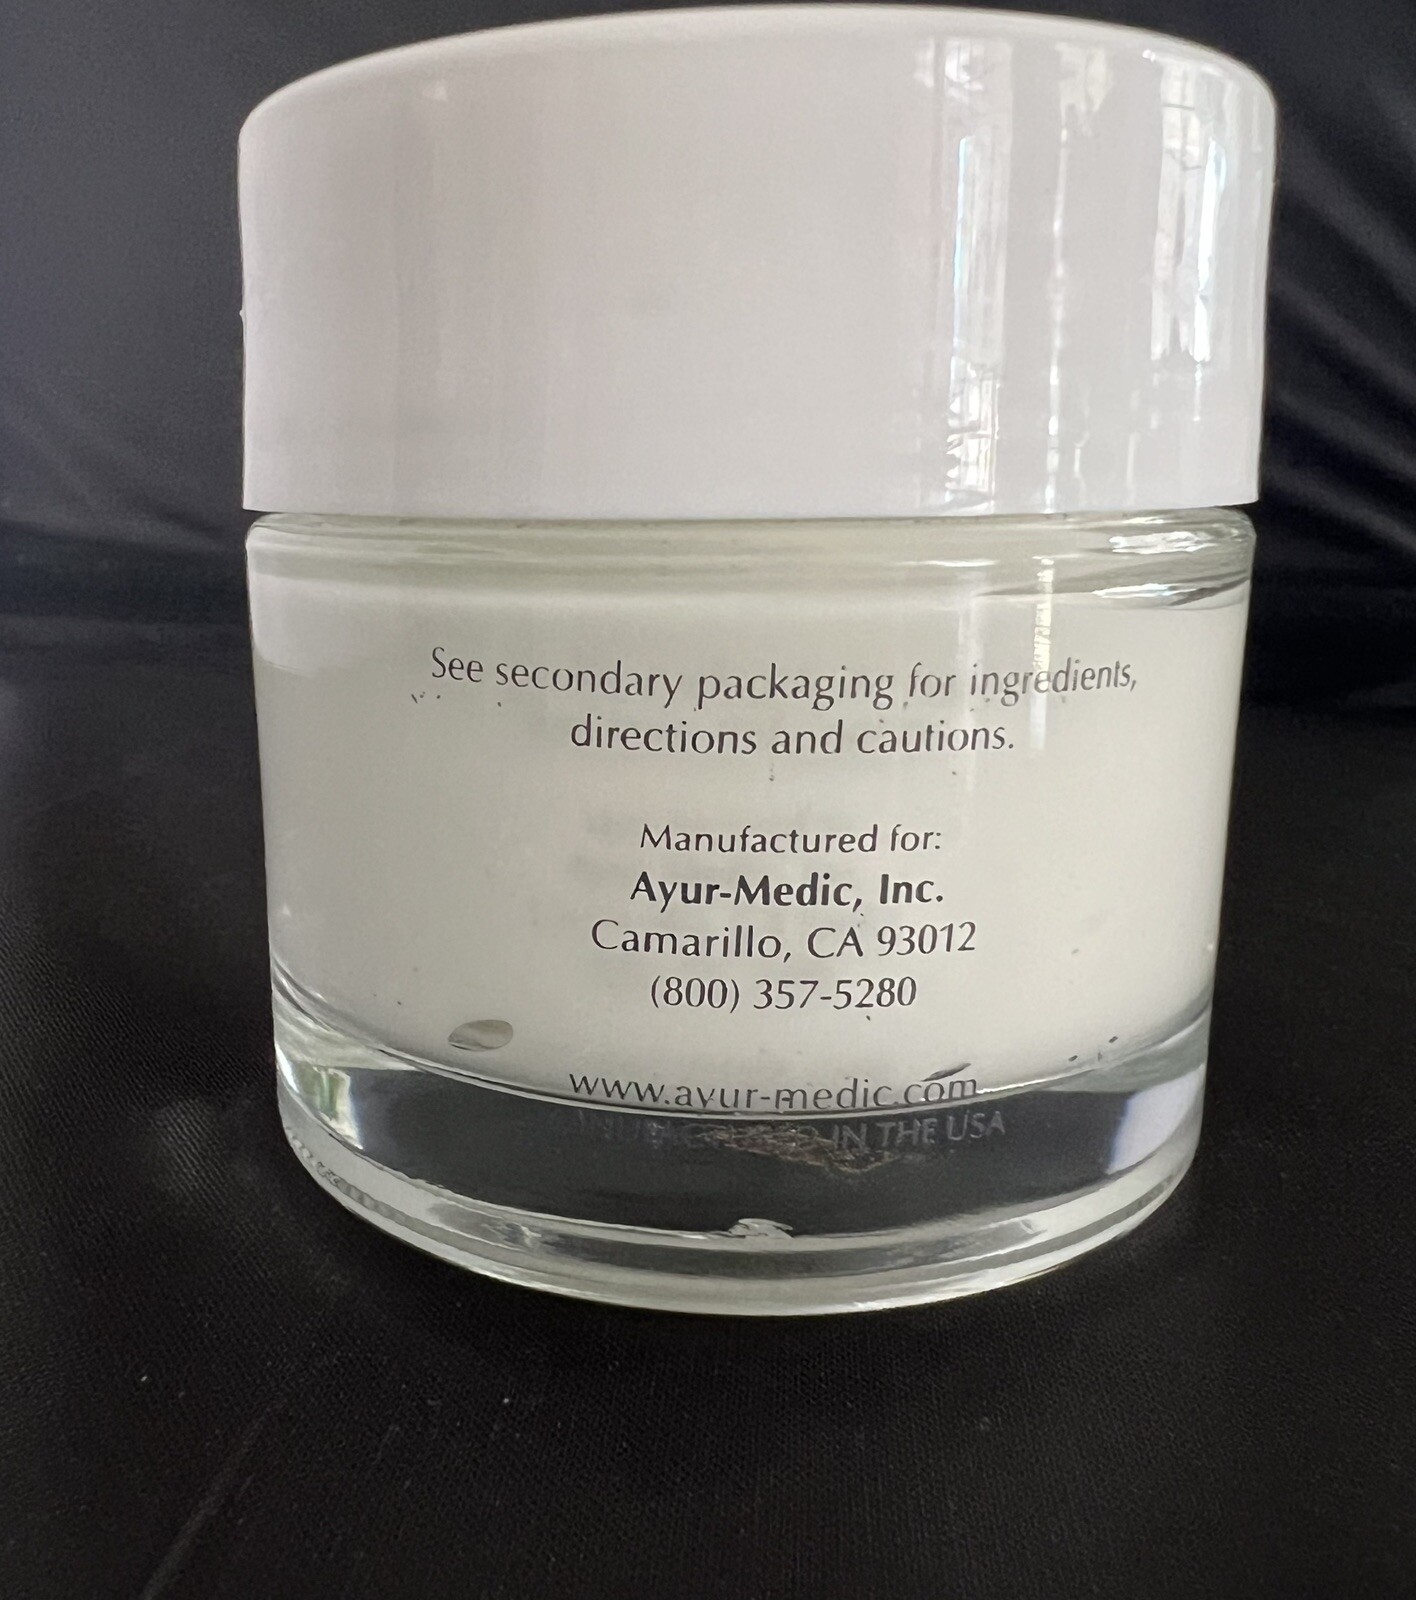 See secondary packaging for ingredients,
directions and cautions.
Manufactured for:
Ayur-Medic, Inc.
Camarillo, CA 93012
(800) 357-5280
www.ayur-medic.com
IN THE USA